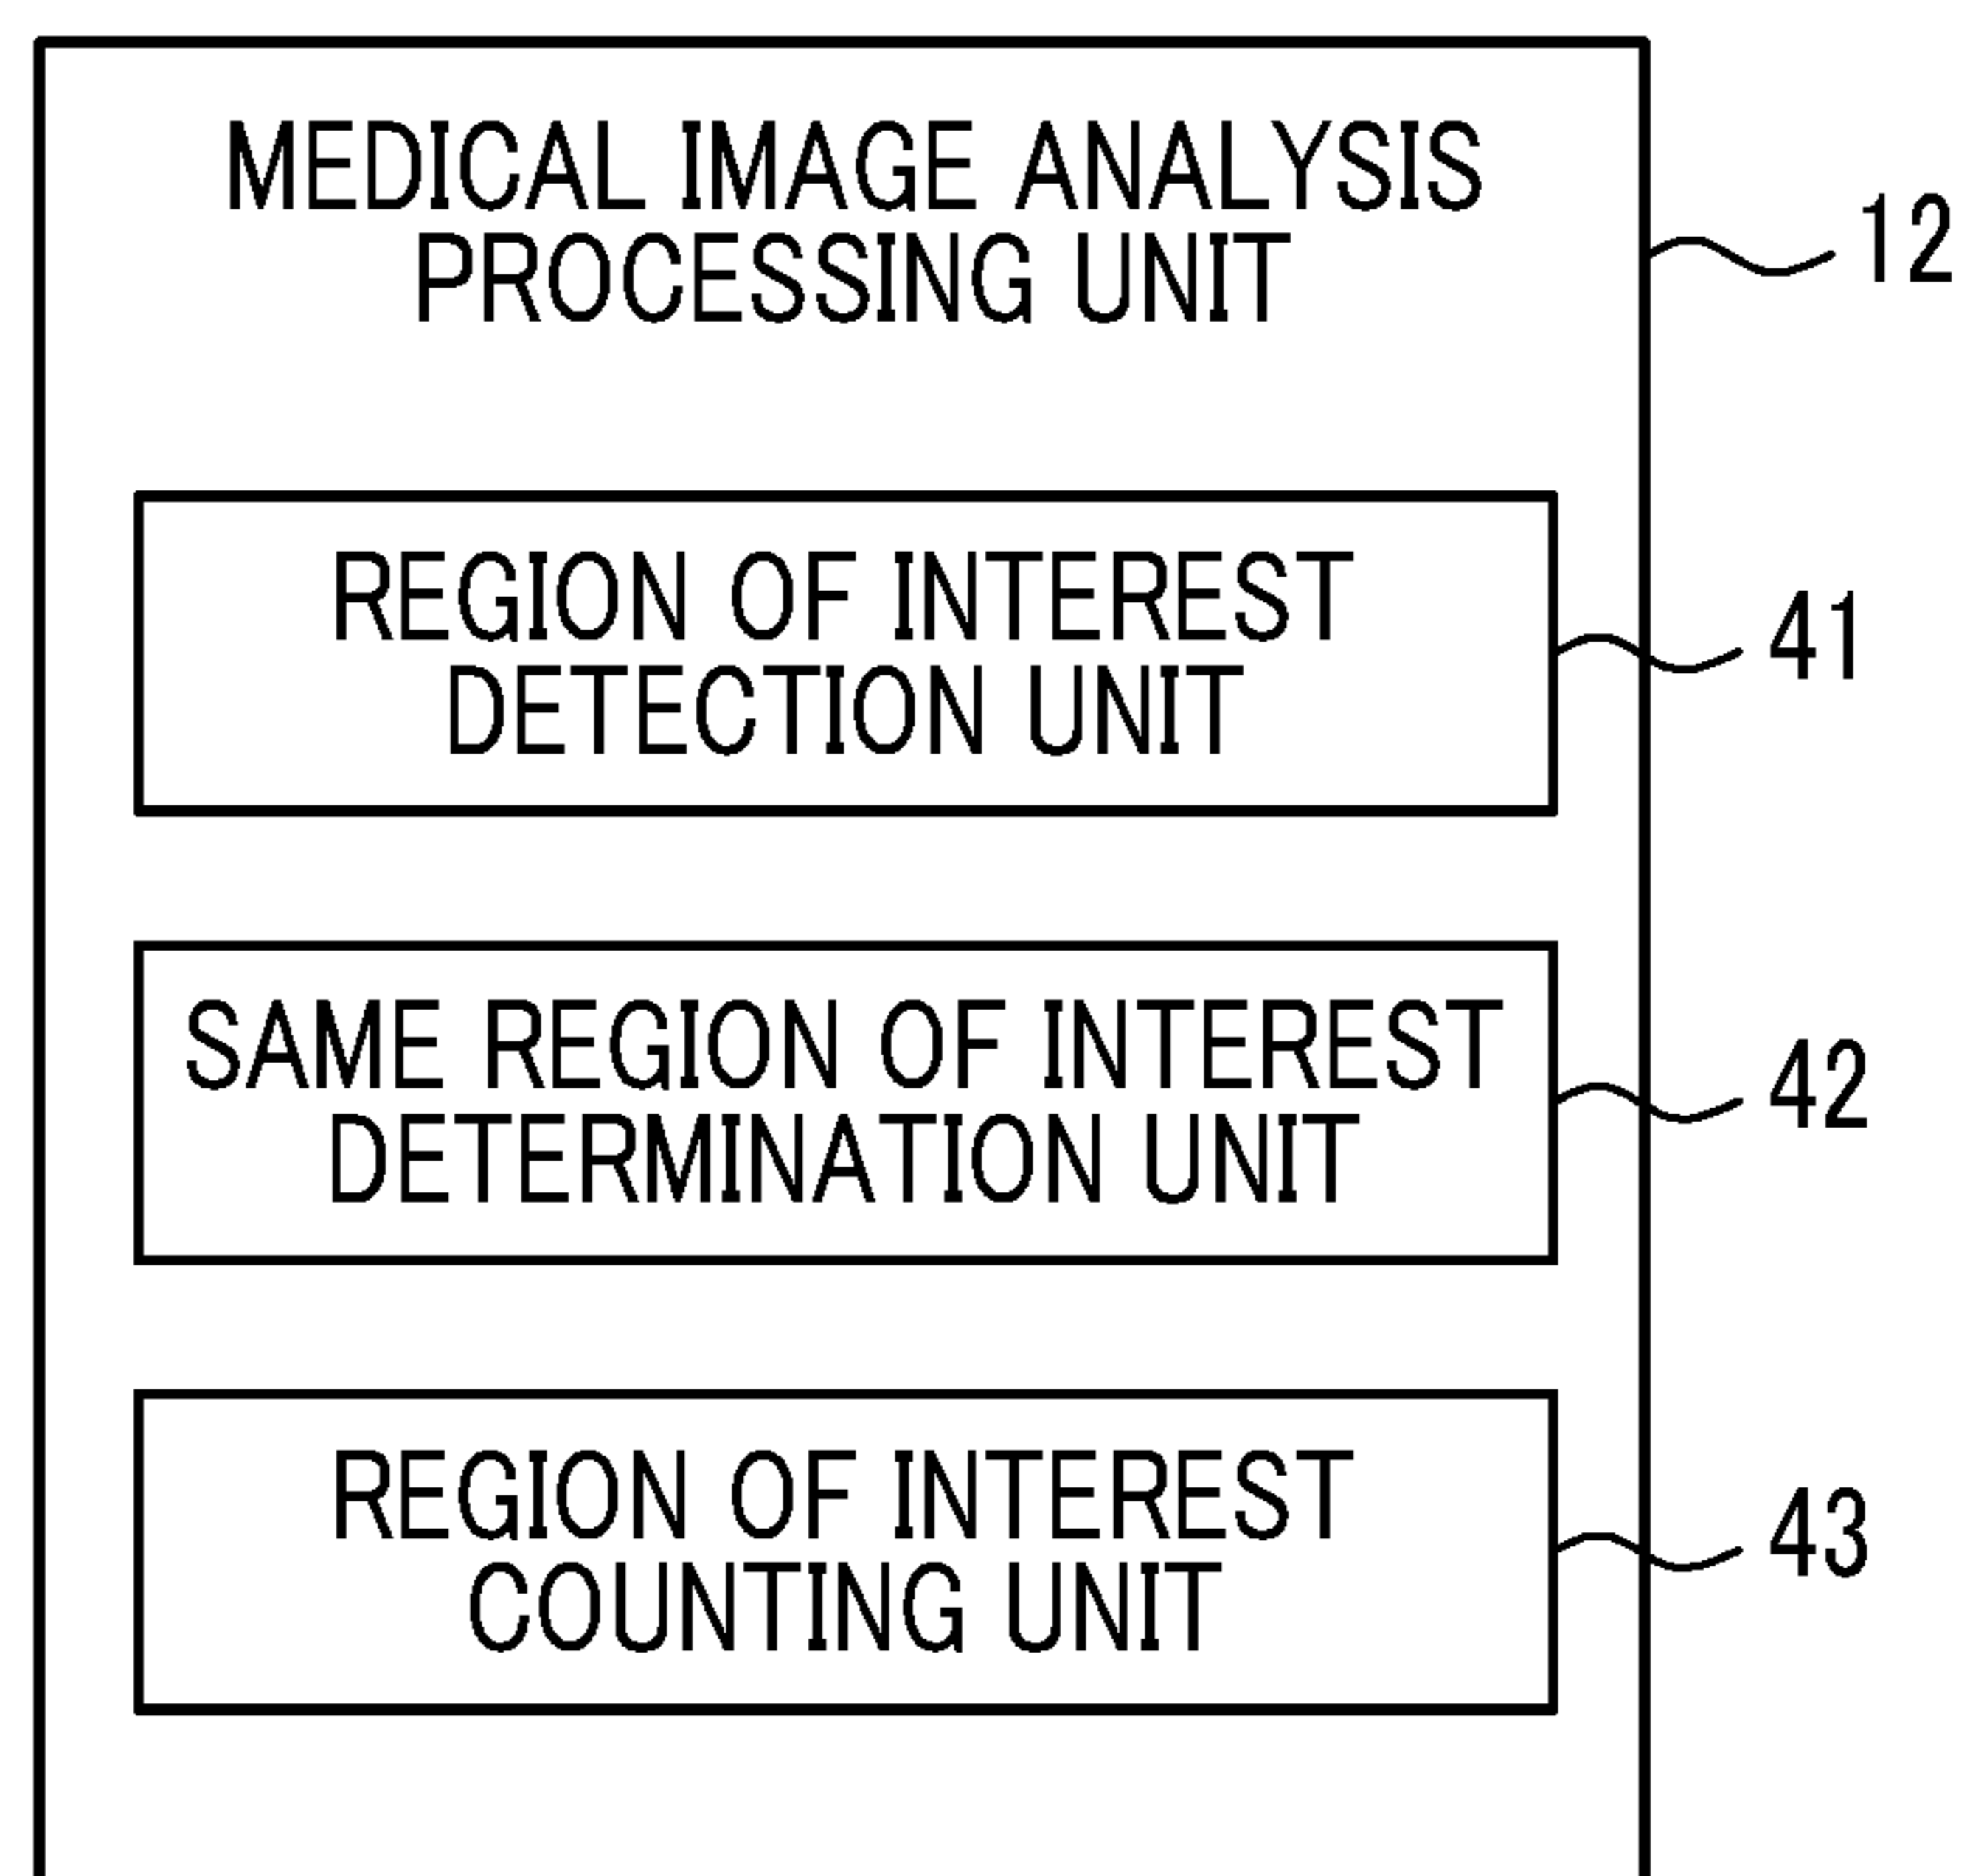 MEDICAL IMAGE ANALYSIS
PROCESSING UNIT
12
REGION OF INTEREST
DETECTION UNIT
41
SAME REGION OF INTEREST
DETERMINATION UNIT
42
REGION OF INTEREST
COUNTING UNIT
43